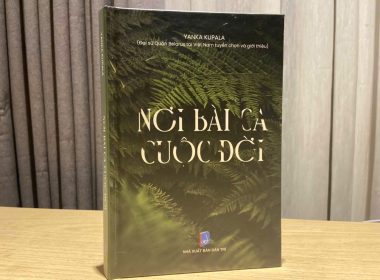 YANKA KUPALA
(Đại sứ Quán Belarus tại Việt Nam tuyển chọn và giới thiệu)
NƠI BÀI CA
CUỘC ĐỜI
NHÀ XUẤT BẢN DÂN TRÍ